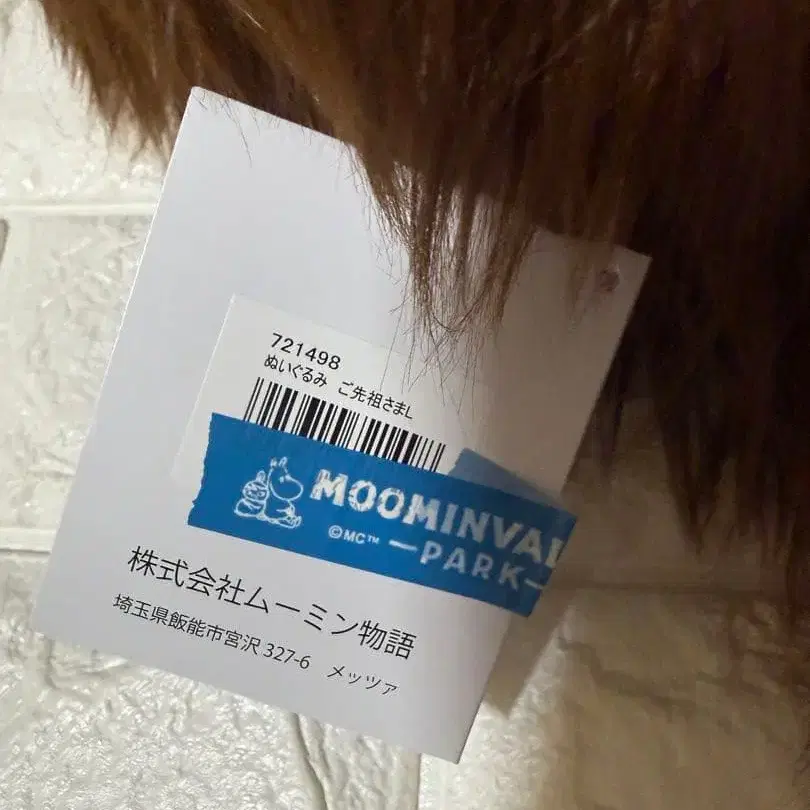 721498
ぬいぐるみ ご先祖さまL
MOOMINVAL
©MC™ —PARK—
株式会社ムーミン物語
埼玉県飯能市宮沢 327-6 メッツァ